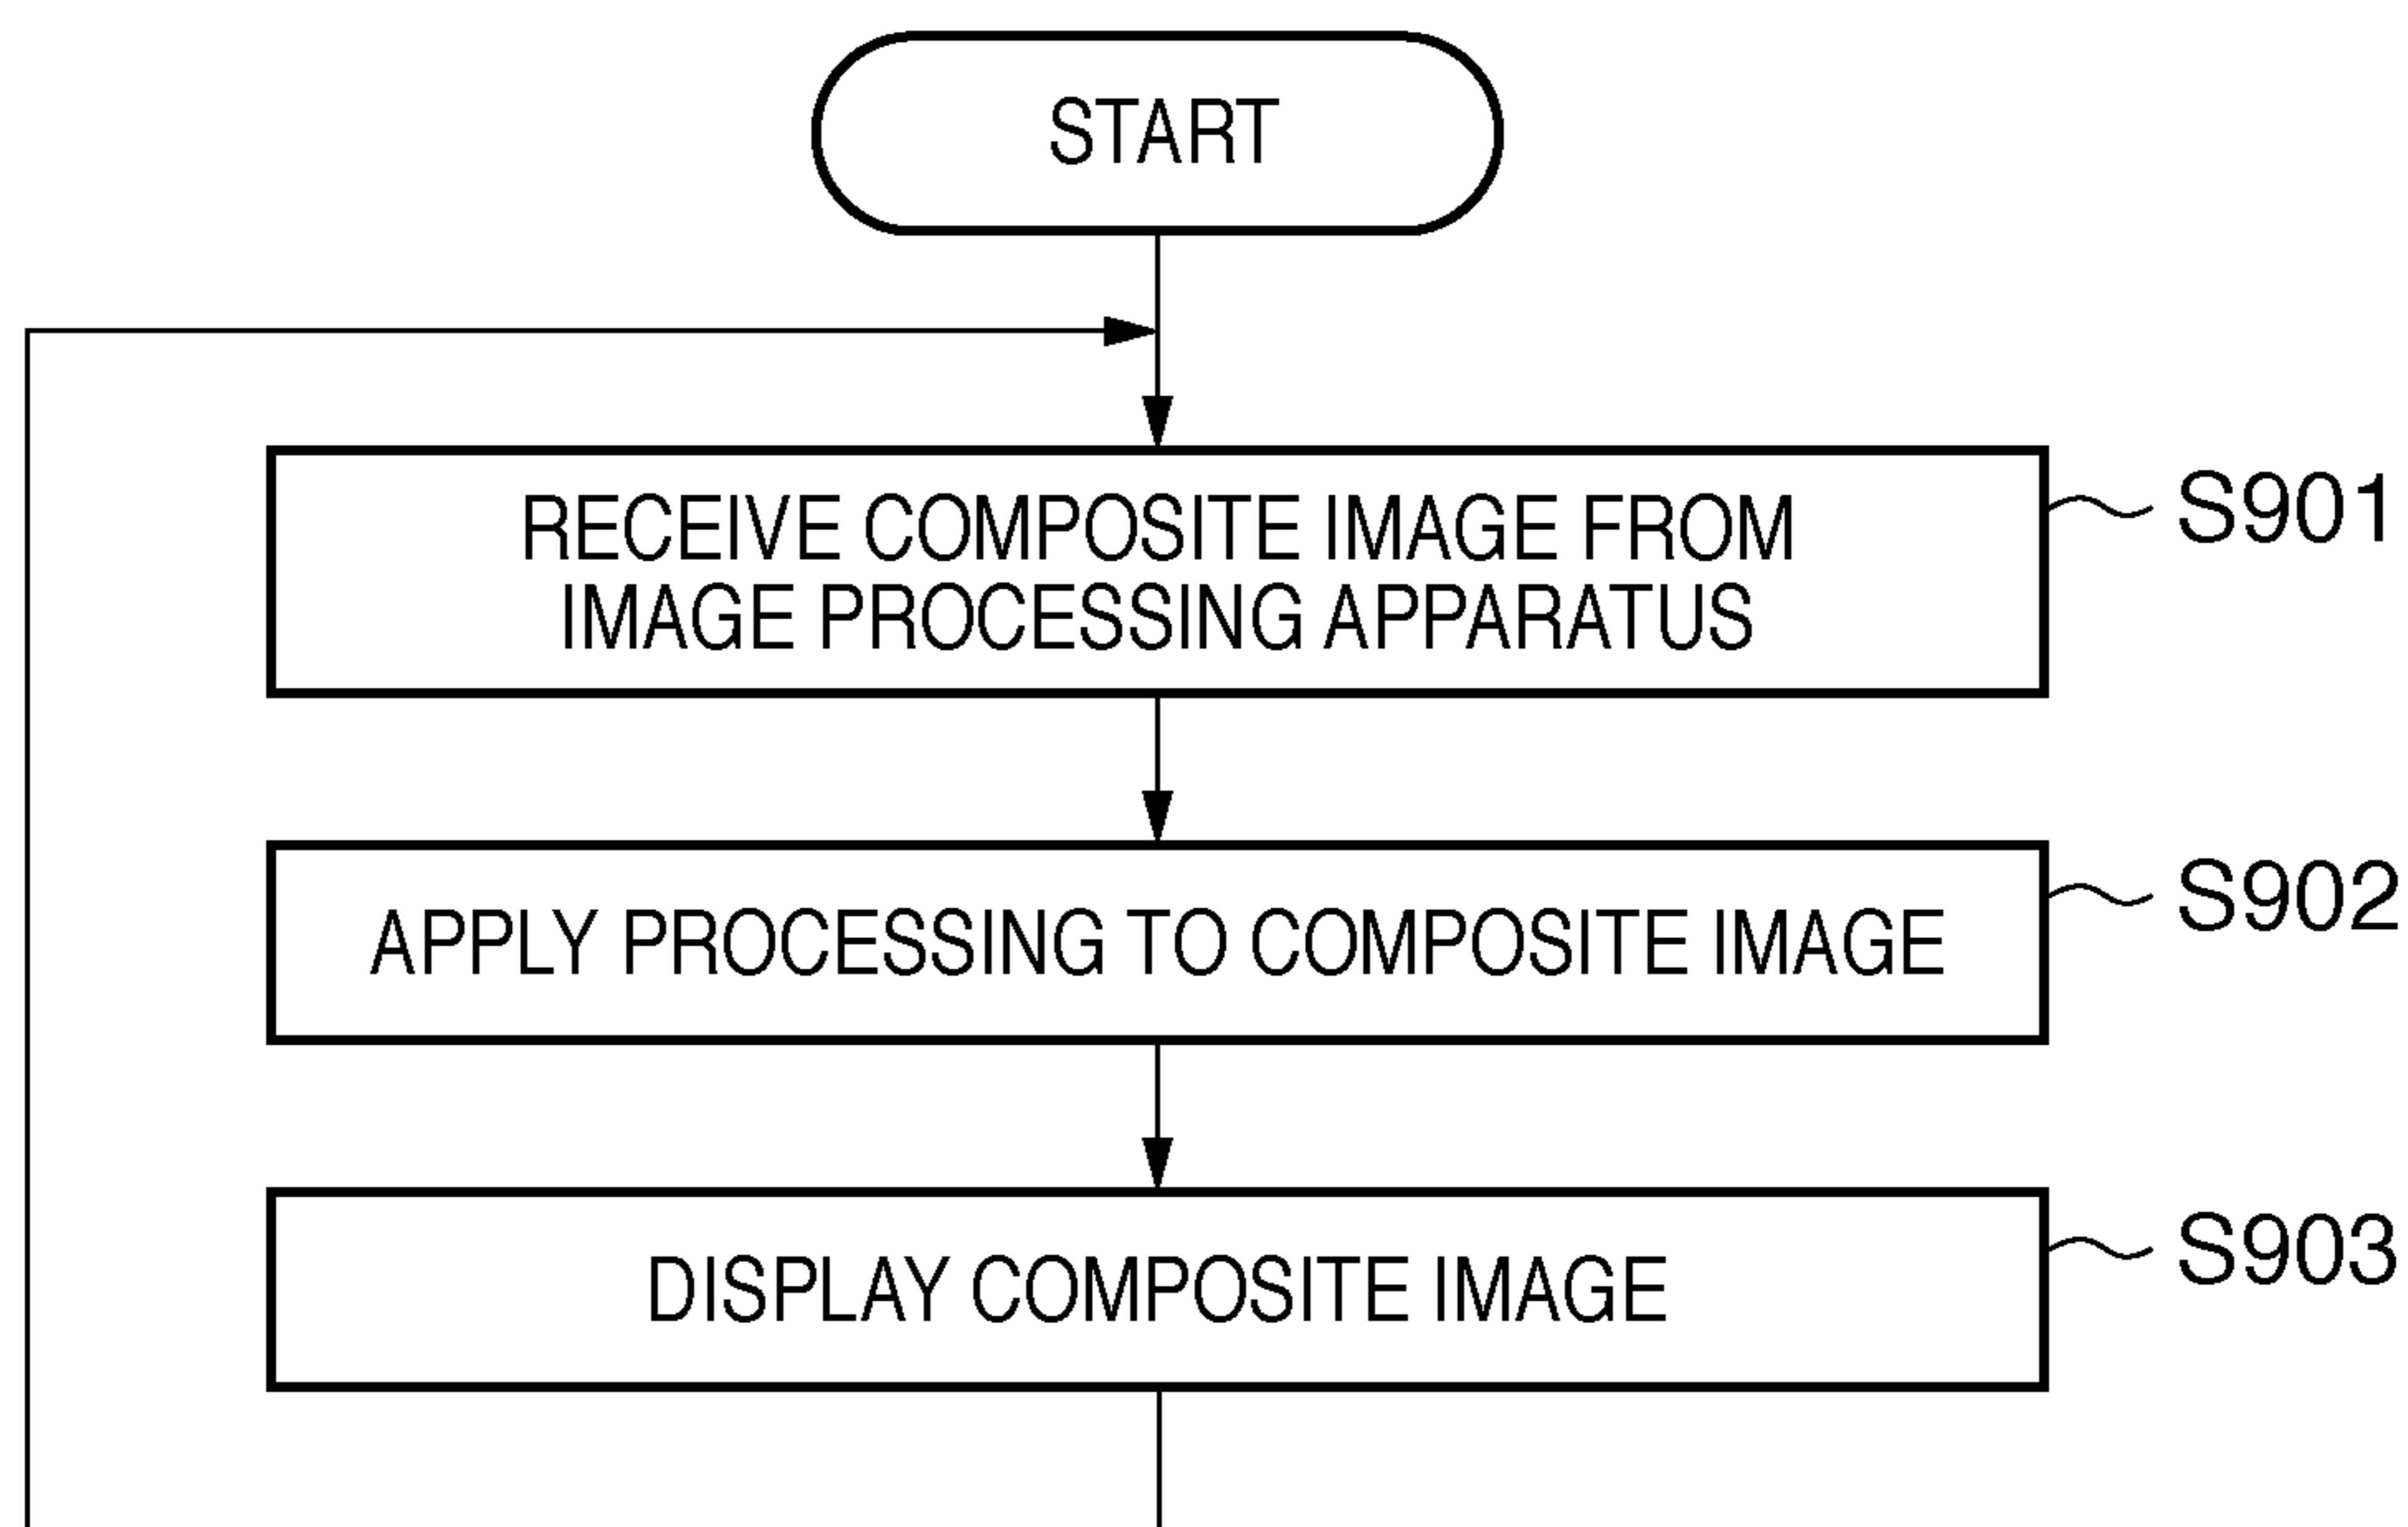 START
RECEIVE COMPOSITE IMAGE FROM
IMAGE PROCESSING APPARATUS
S901
APPLY PROCESSING TO COMPOSITE IMAGE
S902
DISPLAY COMPOSITE IMAGE
S903